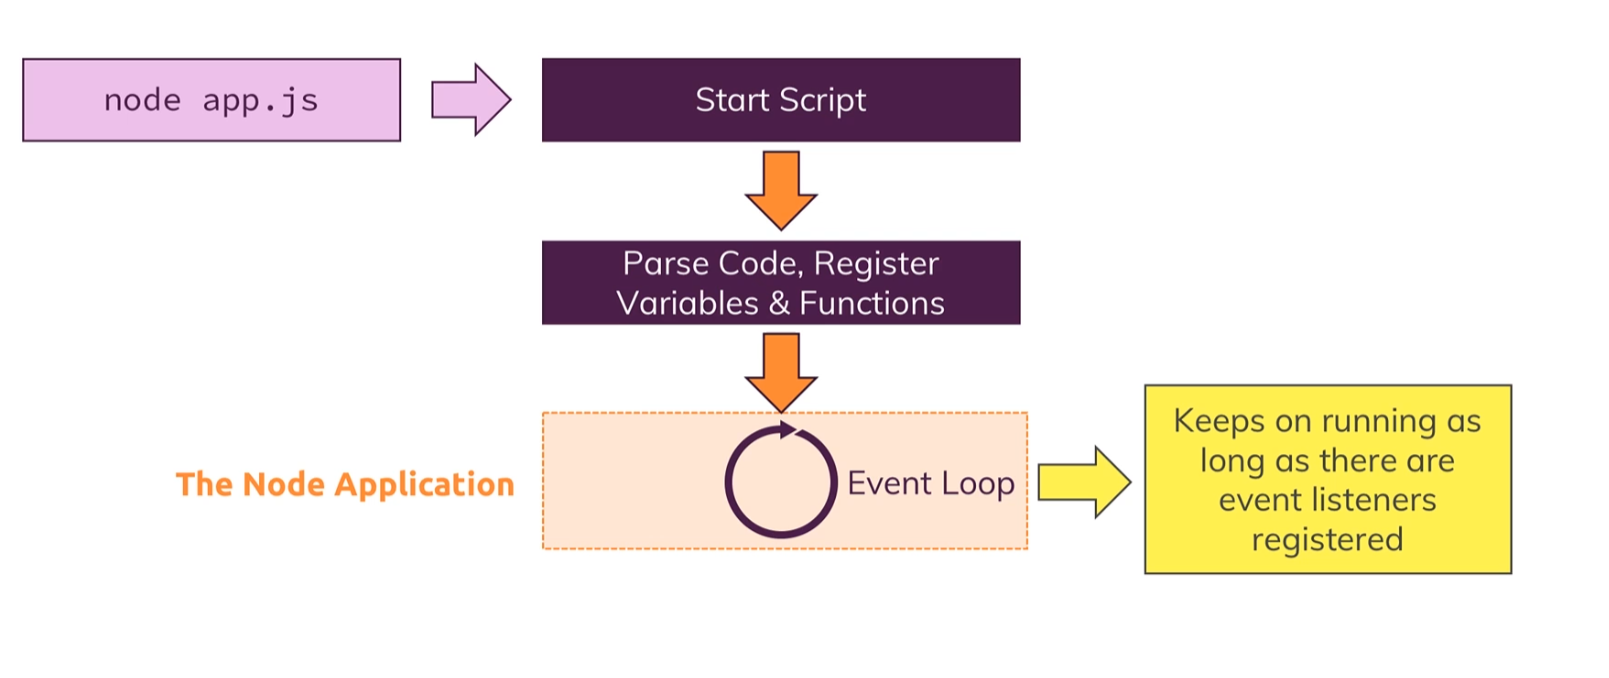 node app.js
Start Script
Parse Code, Register
Variables & Functions
The Node Application
Event Loop
Keeps on running as
long as there are
event listeners
registered